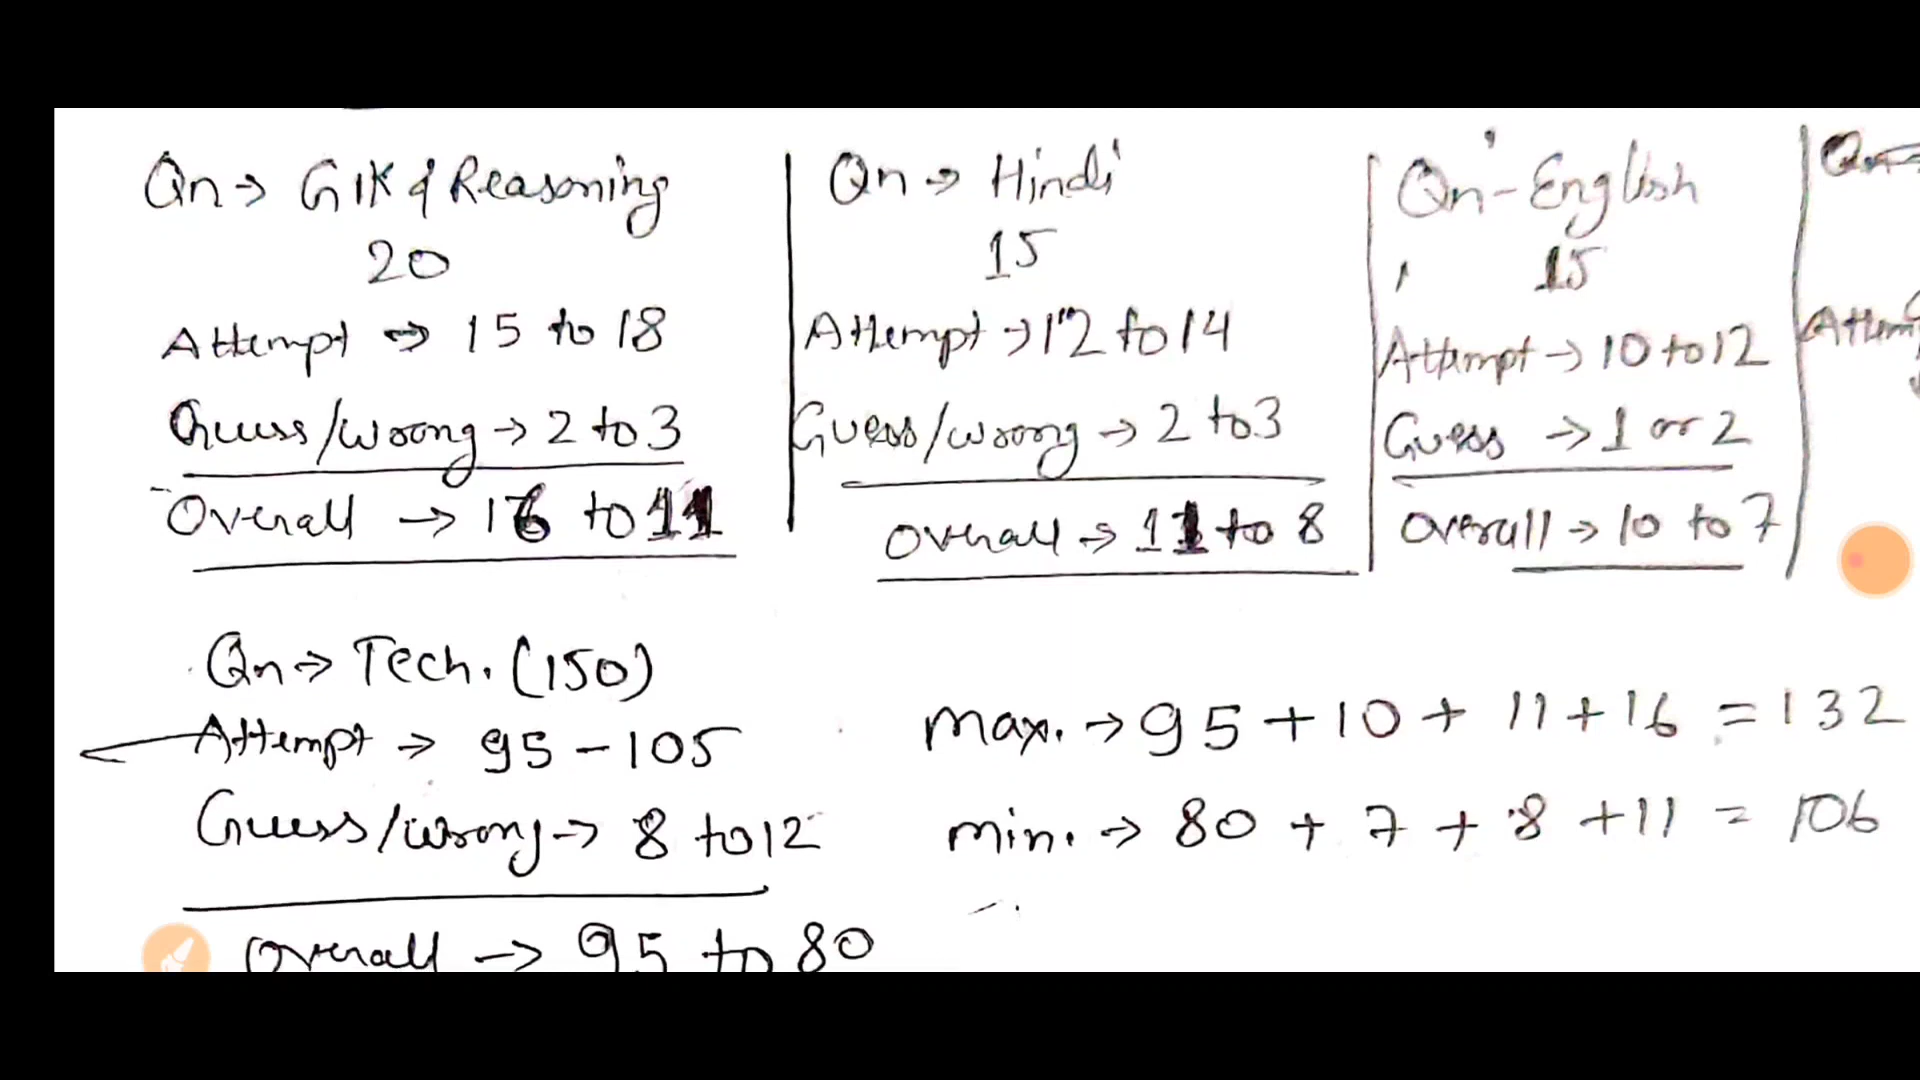 Qn → G1K & Reasoning
20
Attempt → 15 to 18
Guess/wrong → 2 to 3
Overall → 16 to 11
Qn → Hindi
15
Attempt → 12 to 14
Guess/wrong → 2 to 3
Overall → 11 to 8
Qn - English
15
Attempt → 10 to 12
Guess → 1 or 2
Overall → 10 to 7
Qn → Tech. (150)
Attempt → 95 - 105
Guess/wrong → 8 to 12
Overall → 95 to 80
max. → 95 + 10 + 11 + 16 = 132
min. → 80 + 7 + 8 + 11 = 106